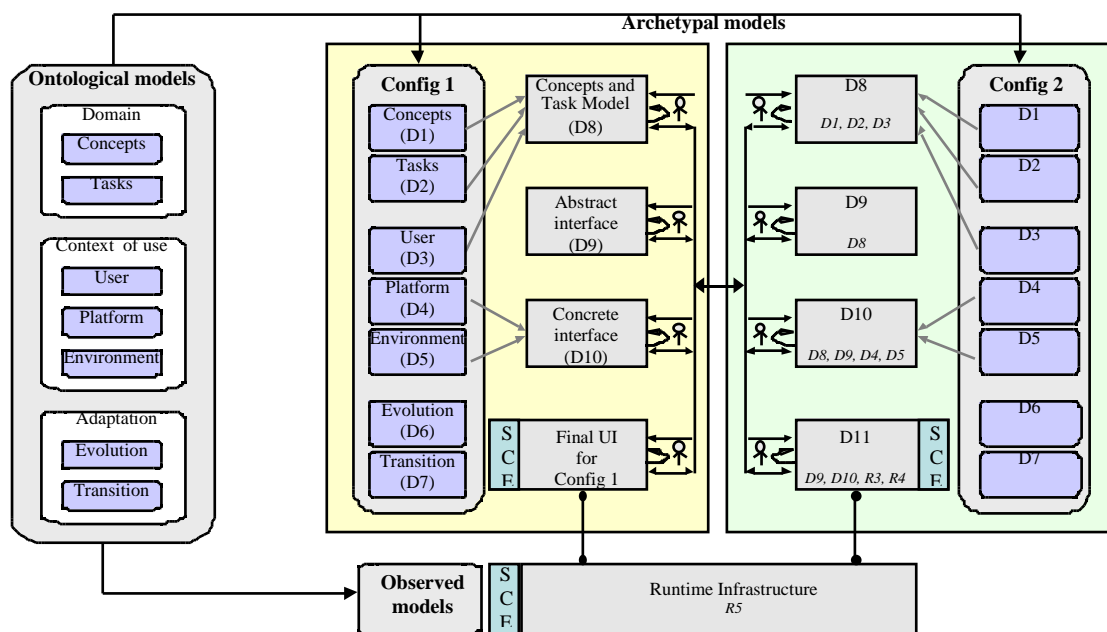 Archetypal models
Ontological models
Domain
Concepts
Tasks
Context of use
User
Platform
Environment
Adaptation
Evolution
Transition
Config 1
Concepts
(D1)
Tasks
(D2)
User
(D3)
Platform
(D4)
Environment
(D5)
Evolution
(D6)
Transition
(D7)
Concepts and
Task Model
(D8)
Abstract
interface
(D9)
Concrete
interface
(D10)
S
C
E
Final UI
for
Config 1
D8
D1, D2, D3
D9
D8
D10
D8, D9, D4, D5
D11
D9, D10, R3, R4
S
C
E
Config 2
D1
D2
D3
D4
D5
D6
D7
Observed
models
S
C
E
Runtime Infrastructure
R5